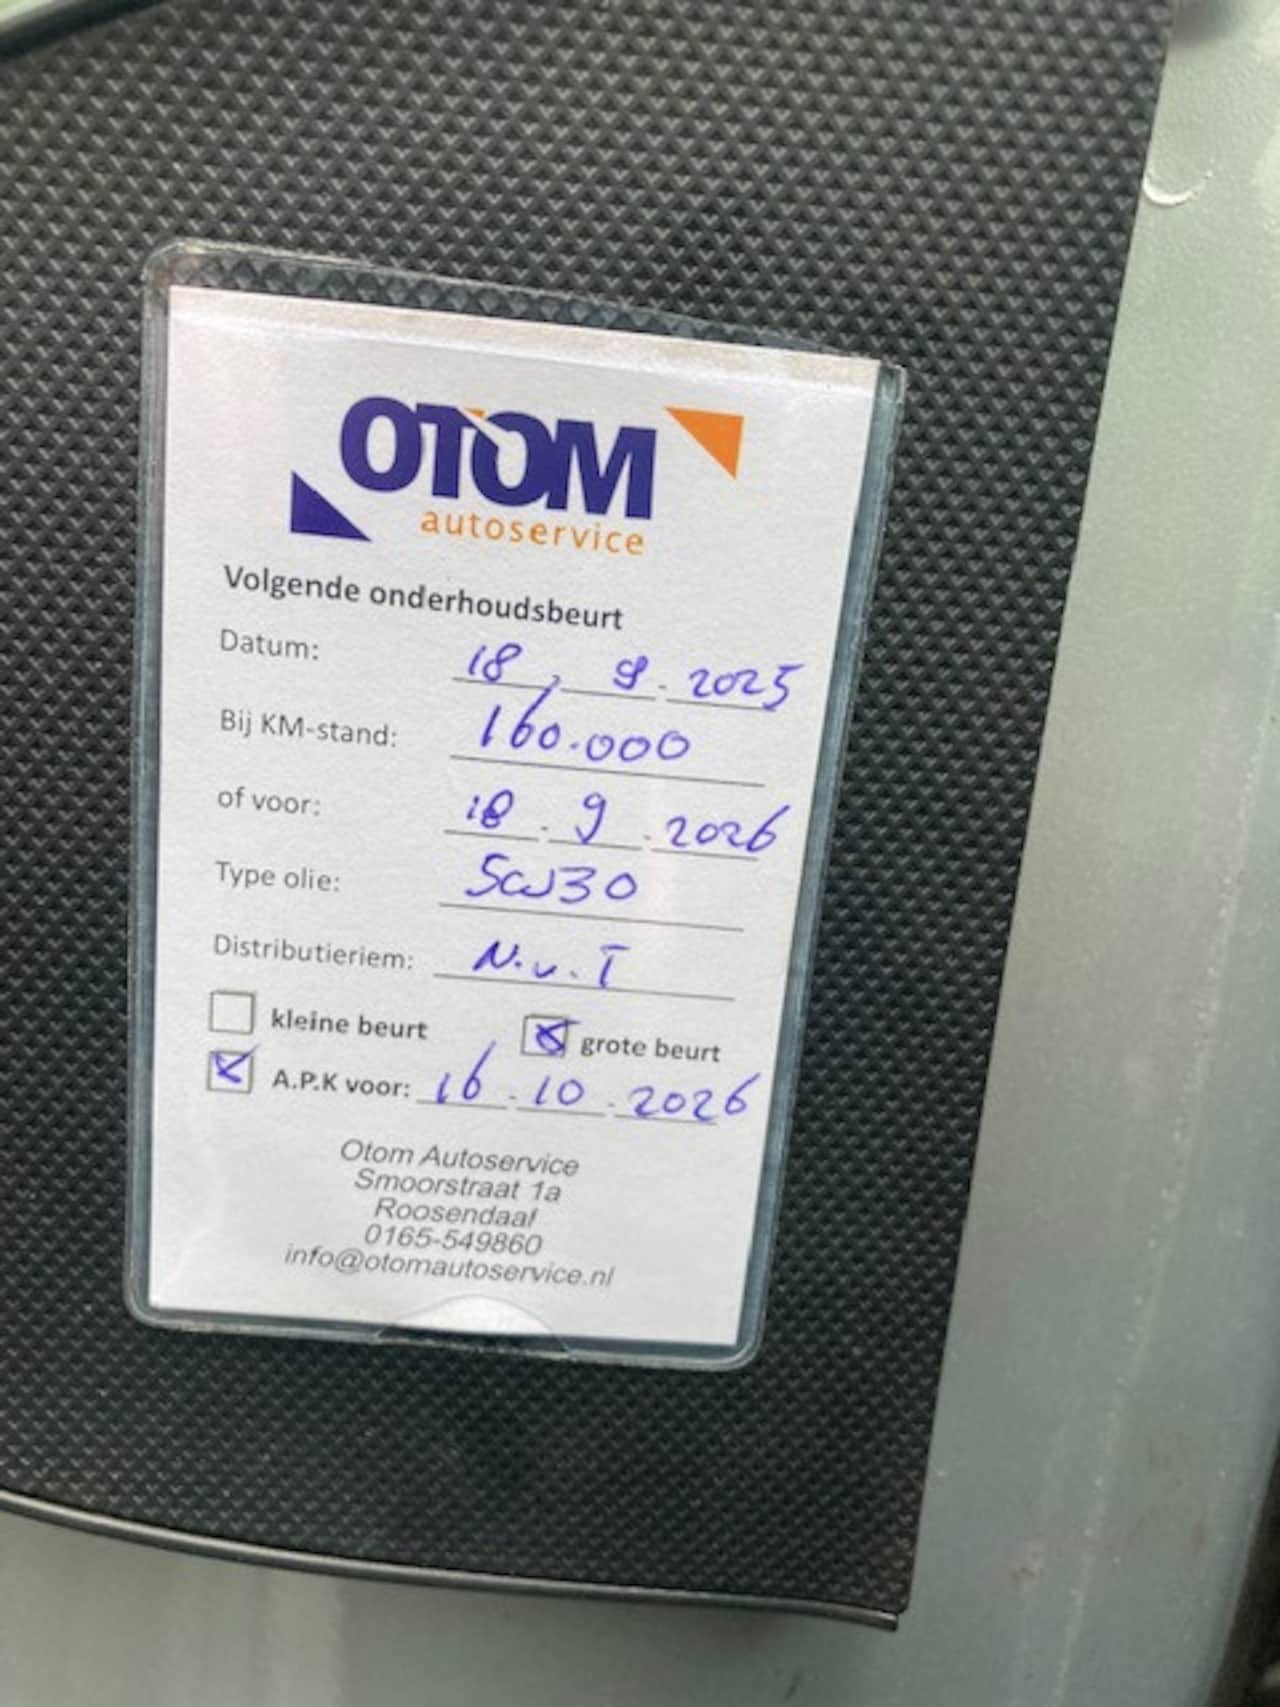 OTOM
autoservice
Volgende onderhoudsbeurt
Datum: 18 . 9 . 2025
Bij KM-stand: 160.000
of voor: 18 . 9 . 2026
Type olie: 5W30
Distributieriem: N.v.T
kleine beurt grote beurt
A.P.K voor: 16 . 10 . 2026
Otom Autoservice
Smoorstraat 1a
Roosendaal
0165-549860
info@otomautoservice.nl